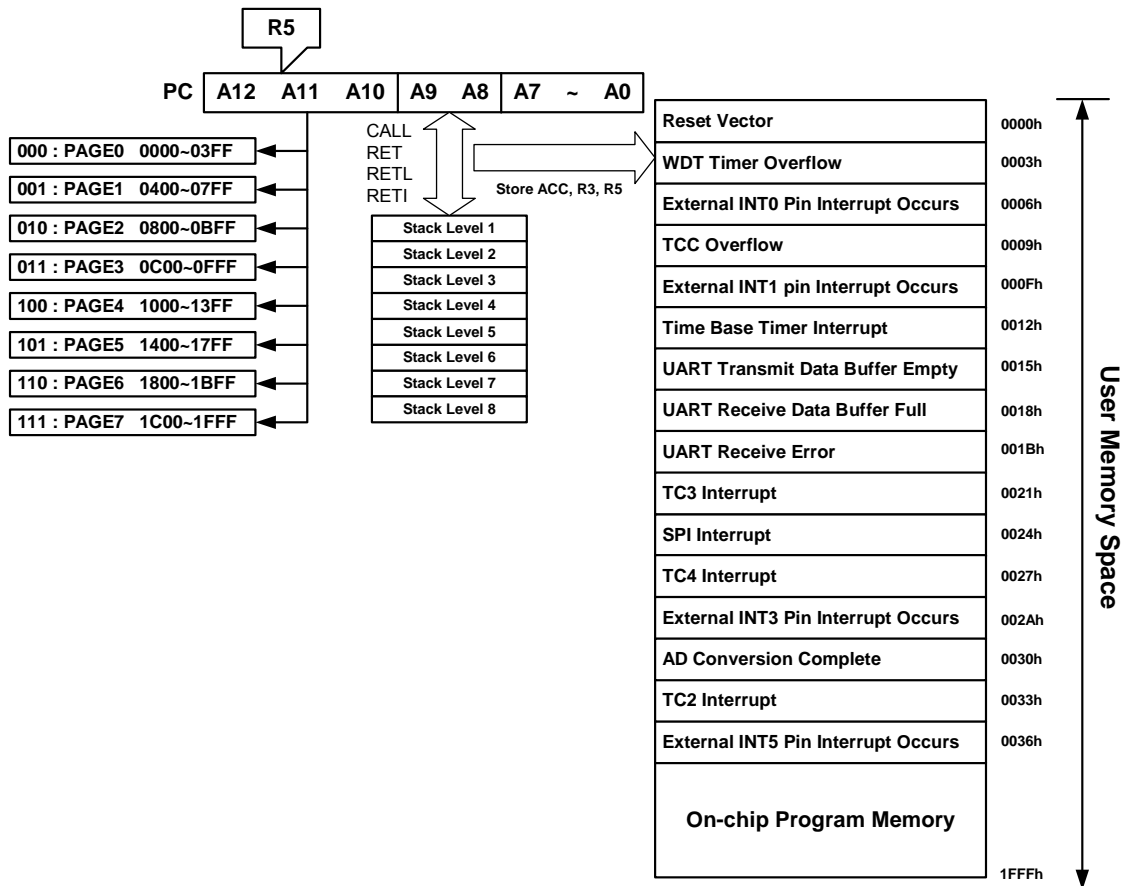 R5
PC A12 A11 A10 A9 A8 A7 ~ A0
000 : PAGE0 0000~03FF
001 : PAGE1 0400~07FF
010 : PAGE2 0800~0BFF
011 : PAGE3 0C00~0FFF
100 : PAGE4 1000~13FF
101 : PAGE5 1400~17FF
110 : PAGE6 1800~1BFF
111 : PAGE7 1C00~1FFF
CALL
RET
RETL
RETI
Store ACC, R3, R5
Stack Level 1
Stack Level 2
Stack Level 3
Stack Level 4
Stack Level 5
Stack Level 6
Stack Level 7
Stack Level 8
Reset Vector 0000h
WDT Timer Overflow 0003h
External INT0 Pin Interrupt Occurs 0006h
TCC Overflow 0009h
External INT1 pin Interrupt Occurs 000Fh
Time Base Timer Interrupt 0012h
UART Transmit Data Buffer Empty 0015h
UART Receive Data Buffer Full 0018h
UART Receive Error 001Bh
TC3 Interrupt 0021h
SPI Interrupt 0024h
TC4 Interrupt 0027h
External INT3 Pin Interrupt Occurs 002Ah
AD Conversion Complete 0030h
TC2 Interrupt 0033h
External INT5 Pin Interrupt Occurs 0036h
On-chip Program Memory
1FFFh
User Memory Space